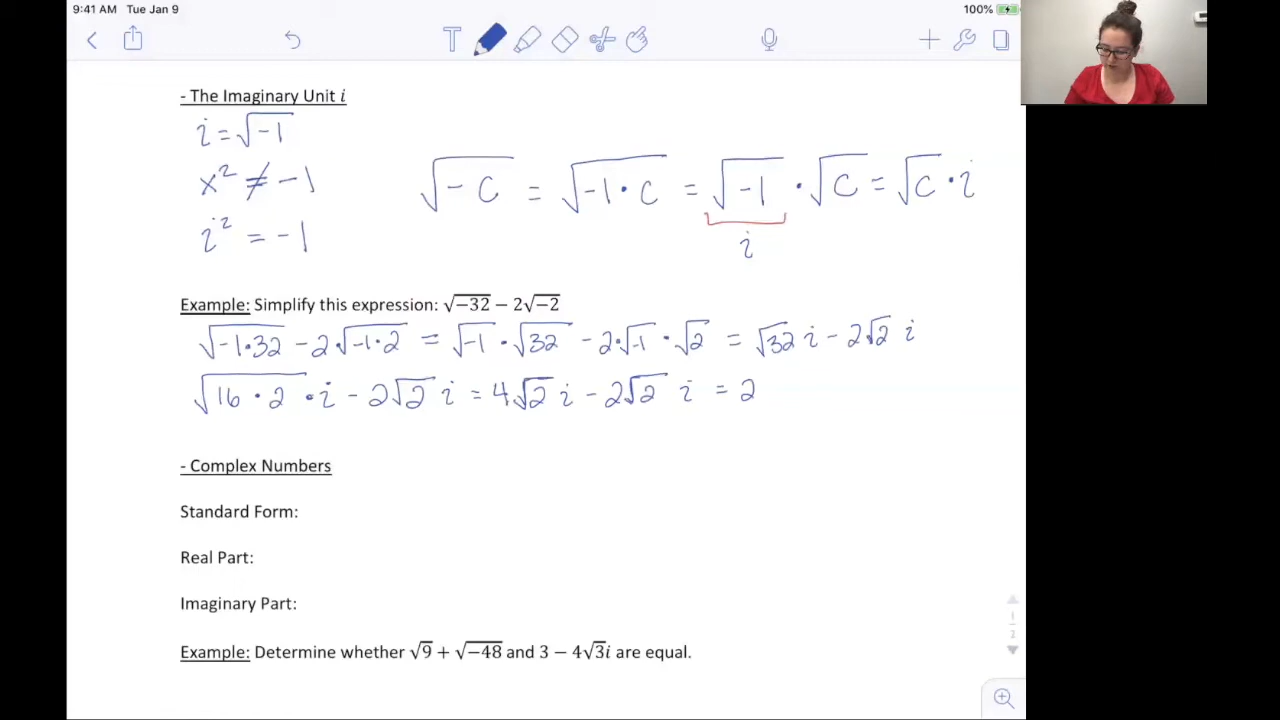 9:41 AM Tue Jan 9 100%
T
- The Imaginary Unit i
i = √-1
x² ≠ -1
i² = -1
√-c = √-1·c = √-1 · √c = √c · i
i
Example: Simplify this expression: √−32 − 2√−2
√-1·32 - 2·√-1·2 = √-1 · √32 - 2·√-1 · √2 = √32 i - 2√2 i
√16·2 · i - 2√2 i = 4√2 i - 2√2 i = 2
- Complex Numbers
Standard Form:
Real Part:
Imaginary Part:
Example: Determine whether √9 + √−48 and 3 − 4√3i are equal.